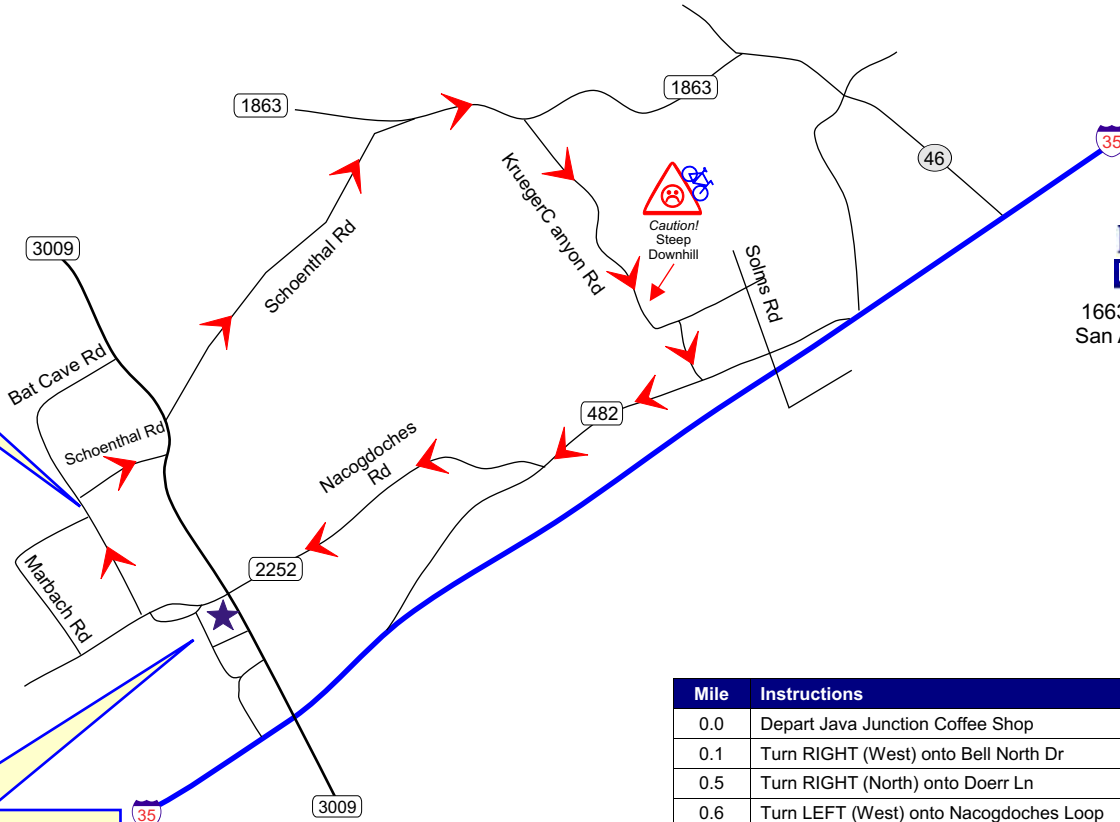 1863
1863
46
35
KruegerC anyon Rd
Caution!
Steep
Downhill
Solms Rd
3009
Schoenthal Rd
1663
San A
Bat Cave Rd
Schoenthal Rd
482
Nacogdoches
Rd
2252
Marbach Rd
35
3009
Mile Instructions
0.0 Depart Java Junction Coffee Shop
0.1 Turn RIGHT (West) onto Bell North Dr
0.5 Turn RIGHT (North) onto Doerr Ln
0.6 Turn LEFT (West) onto Nacogdoches Loop